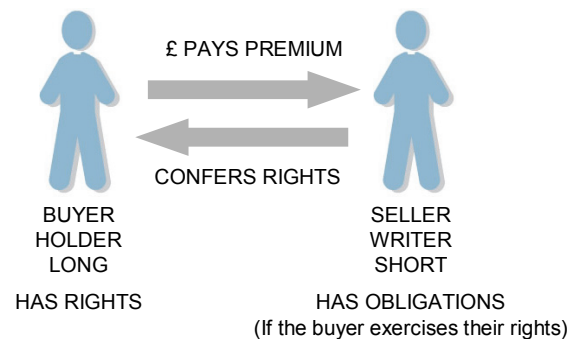 £ PAYS PREMIUM
CONFERS RIGHTS
BUYER
HOLDER
LONG
HAS RIGHTS
SELLER
WRITER
SHORT
HAS OBLIGATIONS
(If the buyer exercises their rights)